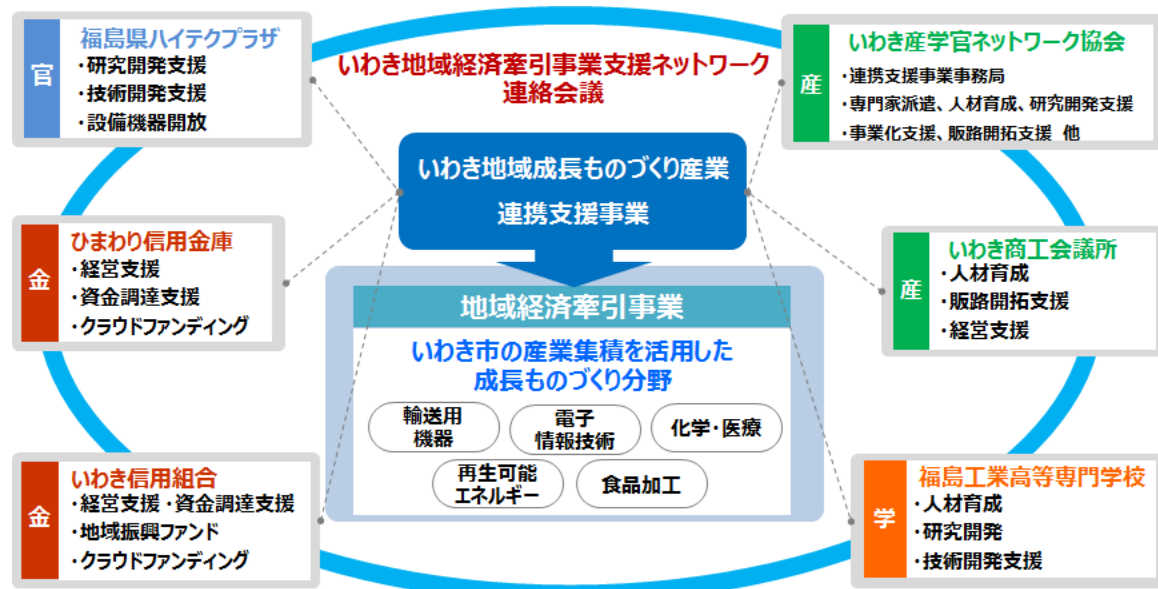 官
福島県ハイテクプラザ
・研究開発支援
・技術開発支援
・設備機器開放
いわき地域経済牽引事業支援ネットワーク
連絡会議
産
いわき産学官ネットワーク協会
・連携支援事業事務局
・専門家派遣、人材育成、研究開発支援
・事業化支援、販路開拓支援 他
いわき地域成長ものづくり産業
連携支援事業
金
ひまわり信用金庫
・経営支援
・資金調達支援
・クラウドファンディング
産
いわき商工会議所
・人材育成
・販路開拓支援
・経営支援
地域経済牽引事業
いわき市の産業集積を活用した
成長ものづくり分野
輸送用
機器
電子
情報技術
化学・医療
再生可能
エネルギー
食品加工
金
いわき信用組合
・経営支援 ・資金調達支援
・地域振興ファンド
・クラウドファンディング
学
福島工業高等専門学校
・人材育成
・研究開発
・技術開発支援